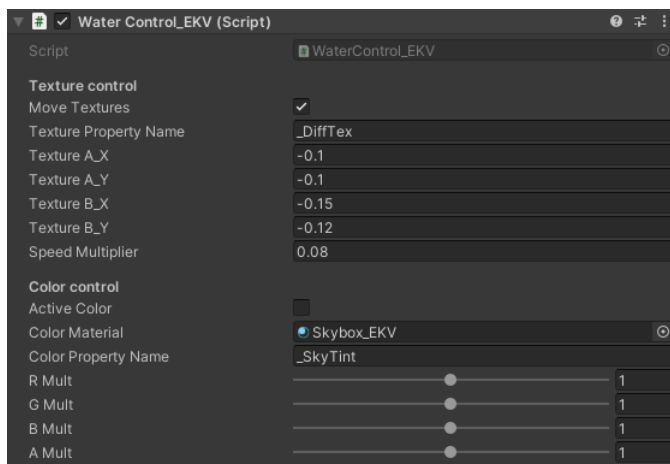 # Water Control_EKV (Script)
Script WaterControl_EKV
Texture control
Move Textures
Texture Property Name _DiffTex
Texture A_X -0.1
Texture A_Y -0.1
Texture B_X -0.15
Texture B_Y -0.12
Speed Multiplier 0.08
Color control
Active Color
Color Material Skybox_EKV
Color Property Name _SkyTint
R Mult 1
G Mult 1
B Mult 1
A Mult 1